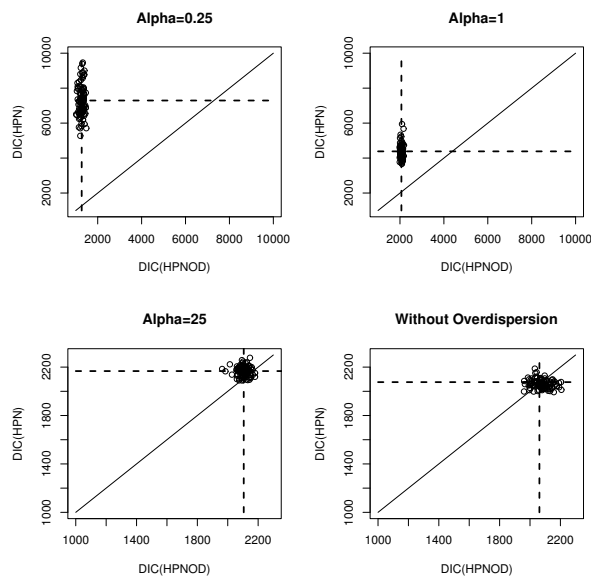 Alpha=0.25
DIC(HPN)
10000
6000
2000
2000 4000 6000 8000 10000
DIC(HPNOD)
Alpha=1
DIC(HPN)
10000
6000
2000
0 2000 4000 6000 8000 10000
DIC(HPNOD)
Alpha=25
DIC(HPN)
2200
1800
1400
1000
1000 1400 1800 2200
DIC(HPNOD)
Without Overdispersion
DIC(HPN)
2200
1800
1400
1000
1000 1400 1800 2200
DIC(HPNOD)